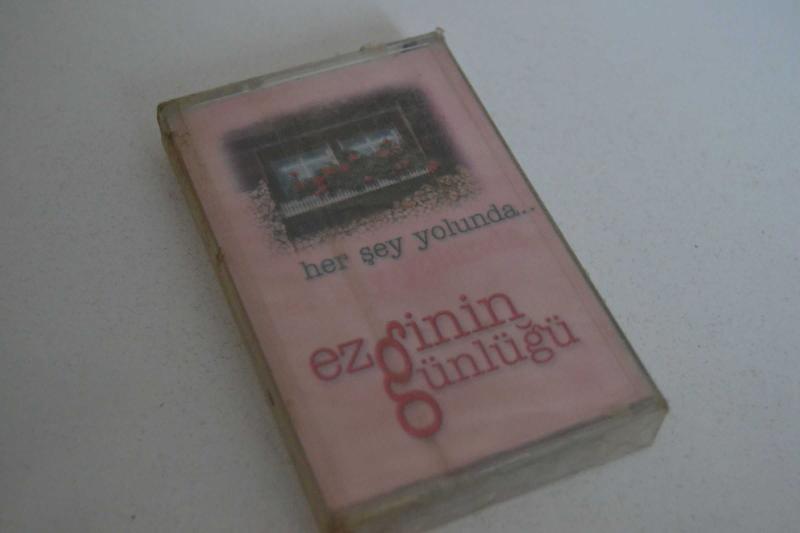 her şey yolunda...
ezginin
günlüğü